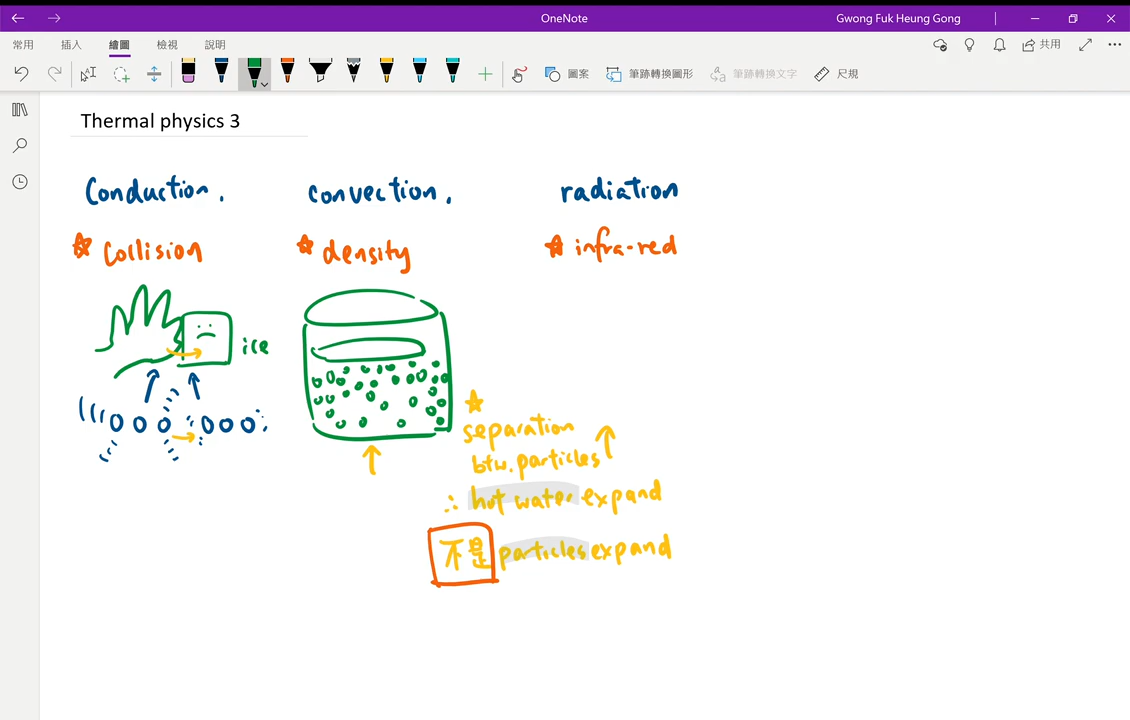 OneNote
Gwong Fuk Heung Gong
常用 插入 繪圖 檢視 說明
共用
圖案 筆跡轉換圖形 筆跡轉換文字 尺規
Thermal physics 3
Conduction, convection, radiation
collision density infra-red
ice
separation
btw. particles
∴ hot water expand
不是 particles expand